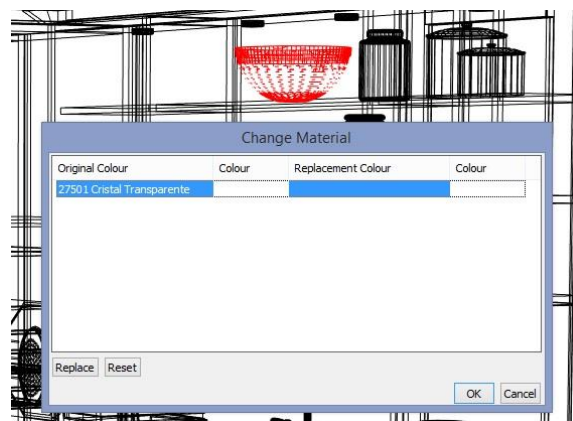 Change Material
Original Colour Colour Replacement Colour Colour
27501 Cristal Transparente
Replace Reset
OK Cancel